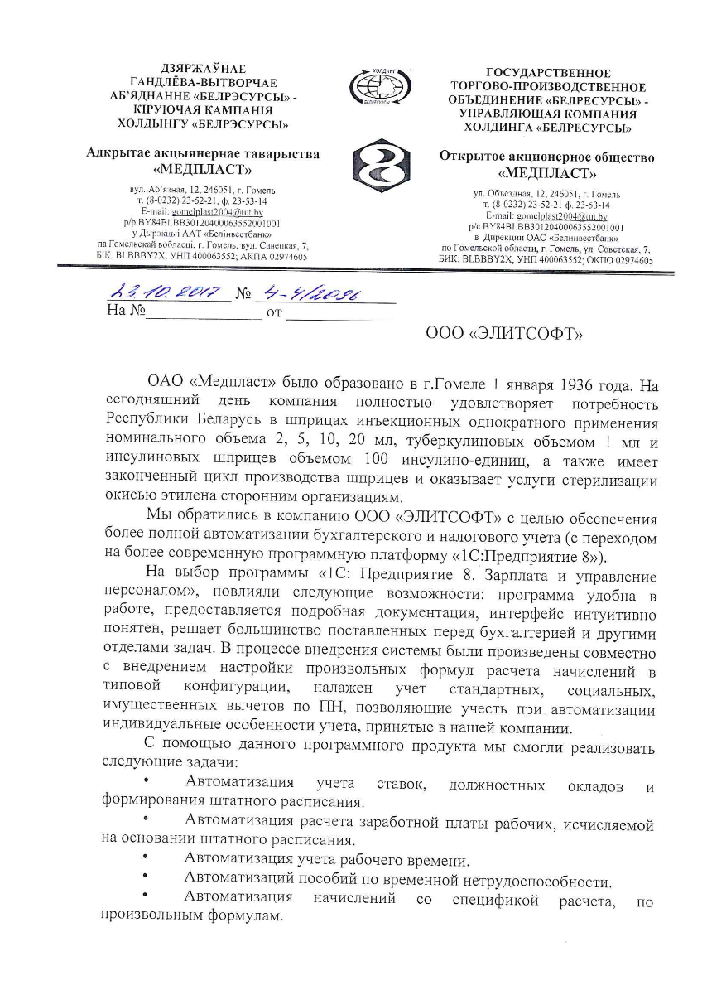 ДЗЯРЖАЎНАЕ
ГАНДЛЁВА-ВЫТВОРЧАЕ
АБ’ЯДНАННЕ «БЕЛРЭСУРСЫ» -
КІРУЮЧАЯ КАМПАНІЯ
ХОЛДЫНГУ «БЕЛРЭСУРСЫ»
Адкрытае акцыянернае таварыства
«МЕДПЛАСТ»
вул. Аб’язная, 12, 246051, г. Гомель
т. (8-0232) 23-52-21, ф. 23-53-14
E-mail: gomelplast2004@tut.by
р/р BY84BLBB30120400063552001001
у Дырэкцыі ААТ «Белінвестбанк»
па Гомельскай вобласці, г. Гомель, вул. Савецкая, 7,
БІК: BLBBBY2X, УНП 400063552; АКПА 02974605
ХОЛДИНГ
БЕЛРЕСУРСЫ
ГОСУДАРСТВЕННОЕ
ТОРГОВО-ПРОИЗВОДСТВЕННОЕ
ОБЪЕДИНЕНИЕ «БЕЛРЕСУРСЫ» -
УПРАВЛЯЮЩАЯ КОМПАНИЯ
ХОЛДИНГА «БЕЛРЕСУРСЫ»
Открытое акционерное общество
«МЕДПЛАСТ»
ул. Объездная, 12, 246051, г. Гомель
т. (8-0232) 23-52-21 ф. 23-53-14
E-mail: gomelplast2004@tut.by
р/с BY84BLBB30120400063552001001
в Дирекции ОАО «Белинвестбанк»
по Гомельской области, г. Гомель, ул. Советская, 7,
БИК: BLBBBY2X, УНП 400063552; ОКПО 02974605
23.10.2017 № 4-4/2096
На № от
ООО «ЭЛИТСОФТ»
ОАО «Медпласт» было образовано в г.Гомеле 1 января 1936 года. На
сегодняшний день компания полностью удовлетворяет потребность
Республики Беларусь в шприцах инъекционных однократного применения
номинального объема 2, 5, 10, 20 мл, туберкулиновых объемом 1 мл и
инсулиновых шприцев объемом 100 инсулино-единиц, а также имеет
законченный цикл производства шприцев и оказывает услуги стерилизации
окисью этилена сторонним организациям.
Мы обратились в компанию ООО «ЭЛИТСОФТ» с целью обеспечения
более полной автоматизации бухгалтерского и налогового учета (с переходом
на более современную программную платформу «1С:Предприятие 8»).
На выбор программы «1С: Предприятие 8. Зарплата и управление
персоналом», повлияли следующие возможности: программа удобна в
работе, предоставляется подробная документация, интерфейс интуитивно
понятен, решает большинство поставленных перед бухгалтерией и другими
отделами задач. В процессе внедрения системы были произведены совместно
с внедрением настройки произвольных формул расчета начислений в
типовой конфигурации, налажен учет стандартных, социальных,
имущественных вычетов по ПН, позволяющие учесть при автоматизации
индивидуальные особенности учета, принятые в нашей компании.
С помощью данного программного продукта мы смогли реализовать
следующие задачи:
• Автоматизация учета ставок, должностных окладов и
формирования штатного расписания.
• Автоматизация расчета заработной платы рабочих, исчисляемой
на основании штатного расписания.
• Автоматизация учета рабочего времени.
• Автоматизаций пособий по временной нетрудоспособности.
• Автоматизация начислений со спецификой расчета, по
произвольным формулам.